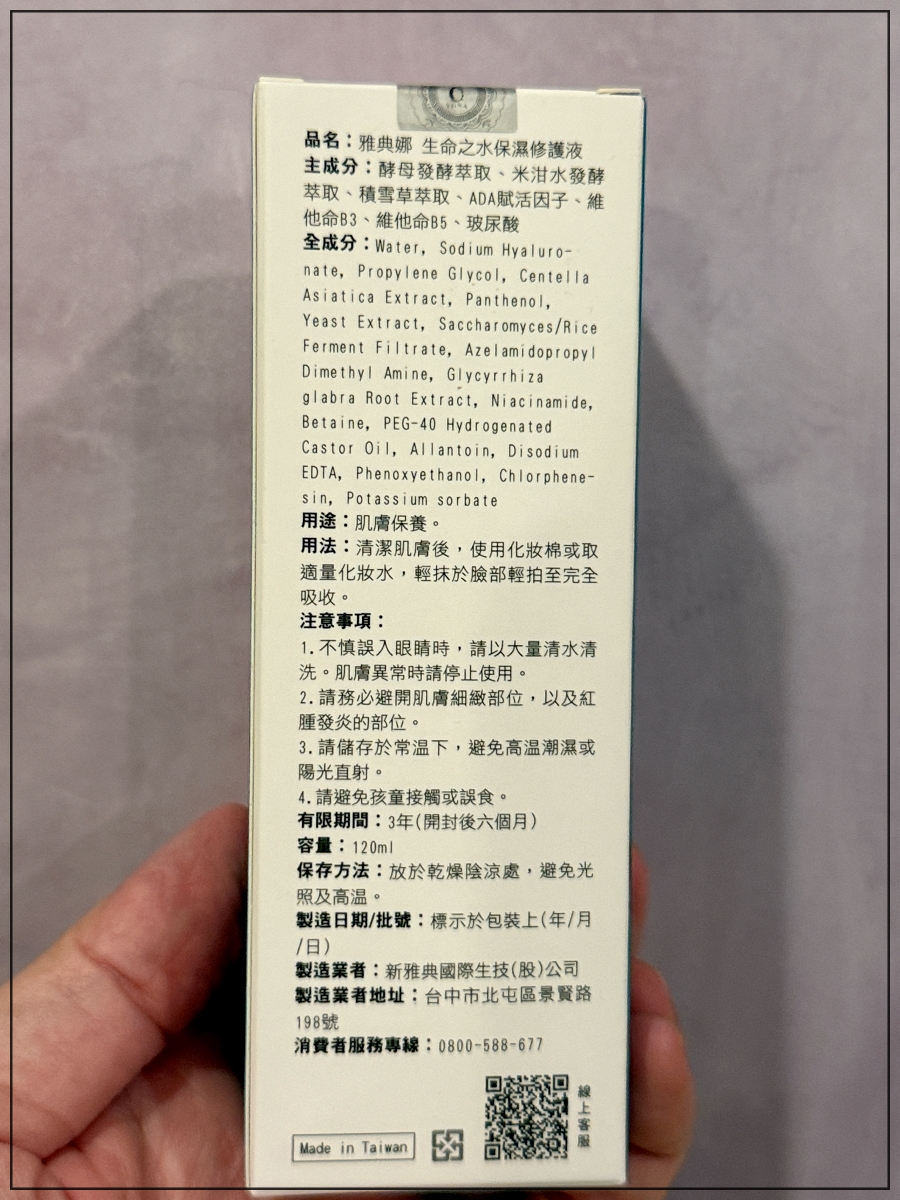 品名：雅典娜 生命之水保濕修護液
主成分：酵母發酵萃取、米泔水發酵
萃取、積雪草萃取、ADA賦活因子、維
他命B3、維他命B5、玻尿酸
全成分：Water, Sodium Hyaluro-
nate, Propylene Glycol, Centella
Asiatica Extract, Panthenol,
Yeast Extract, Saccharomyces/Rice
Ferment Filtrate, Azelamidopropyl
Dimethyl Amine, Glycyrrhiza
glabra Root Extract, Niacinamide,
Betaine, PEG-40 Hydrogenated
Castor Oil, Allantoin, Disodium
EDTA, Phenoxyethanol, Chlorphene-
sin, Potassium sorbate
用途：肌膚保養。
用法：清潔肌膚後，使用化妝棉或取
適量化妝水，輕抹於臉部輕拍至完全
吸收。
注意事項：
1.不慎誤入眼睛時，請以大量清水清
洗。肌膚異常時請停止使用。
2.請務必避開肌膚細緻部位，以及紅
腫發炎的部位。
3.請儲存於常温下，避免高温潮濕或
陽光直射。
4.請避免孩童接觸或誤食。
有限期間：3年(開封後六個月)
容量：120ml
保存方法：放於乾燥陰涼處，避免光
照及高温。
製造日期/批號：標示於包裝上(年/月
/日)
製造業者：新雅典國際生技(股)公司
製造業者地址：台中市北屯區景賢路
198號
消費者服務專線：0800-588-677
線上客服
Made in Taiwan